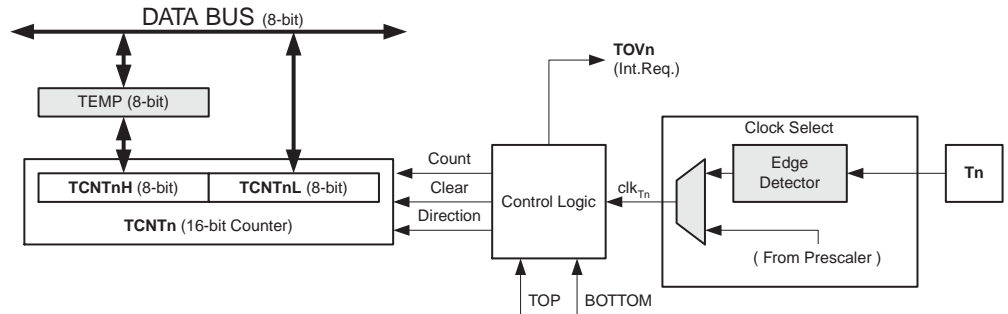 DATA BUS (8-bit)
TOVn
(Int.Req.)
TEMP (8-bit)
Clock Select
Count
Edge
Detector
Tn
TCNTnH (8-bit) TCNTnL (8-bit)
Clear
Control Logic
clkTn
TCNTn (16-bit Counter)
Direction
( From Prescaler )
TOP
BOTTOM